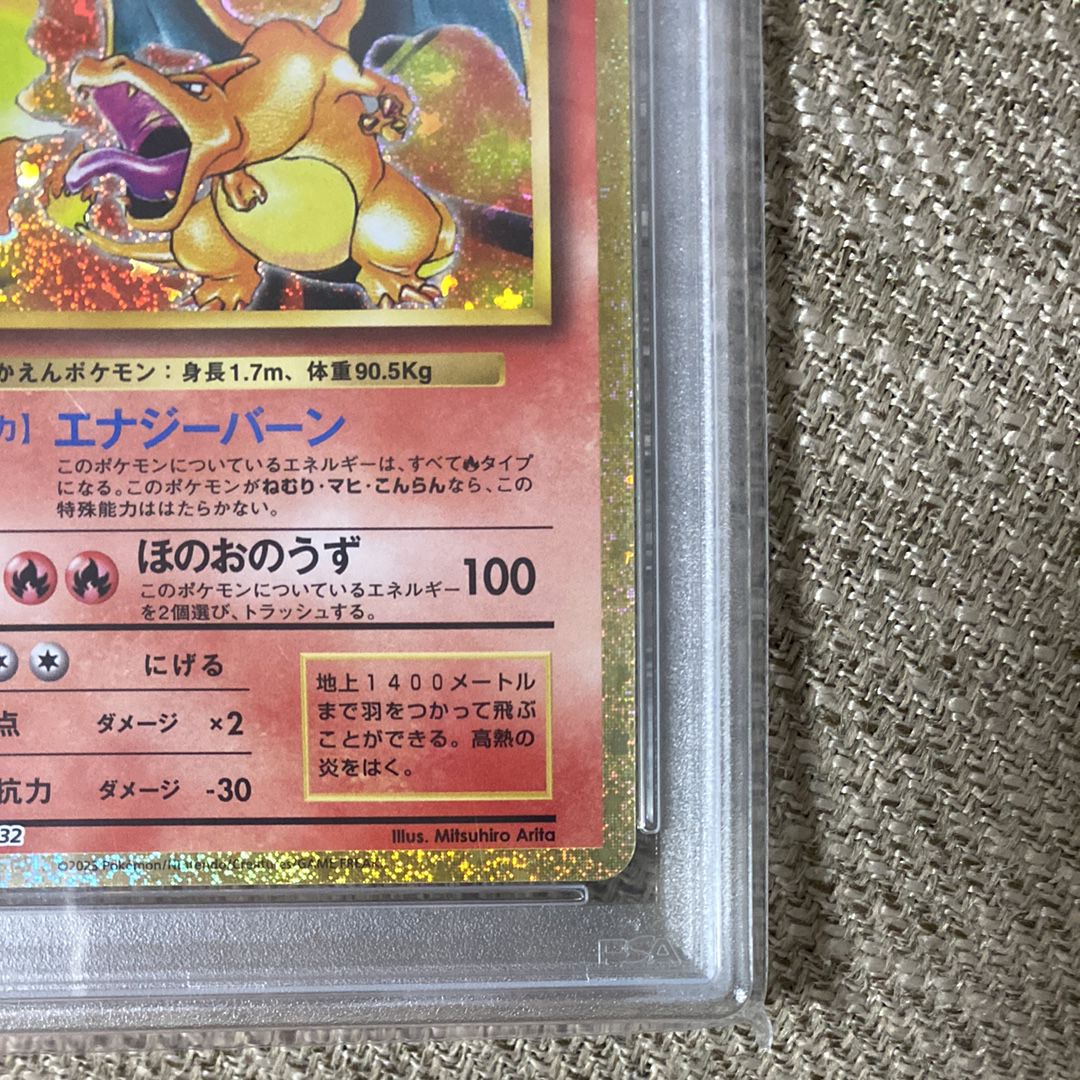 かえんポケモン：身長1.7m、体重90.5Kg
力】 エナジーバーン
このポケモンについているエネルギーは、すべてタイプ
になる。このポケモンがねむり・マヒ・こんらんなら、この
特殊能力ははたらかない。
ほのおのうず 100
このポケモンについているエネルギー
を2個選び、トラッシュする。
にげる
点 ダメージ ×2
抗力 ダメージ -30
地上１４００メートル
まで羽をつかって飛ぶ
ことができる。高熱の
炎をはく。
32
Illus. Mitsuhiro Arita
Pokémon/Nintendo/Creatures/GAME FREAK